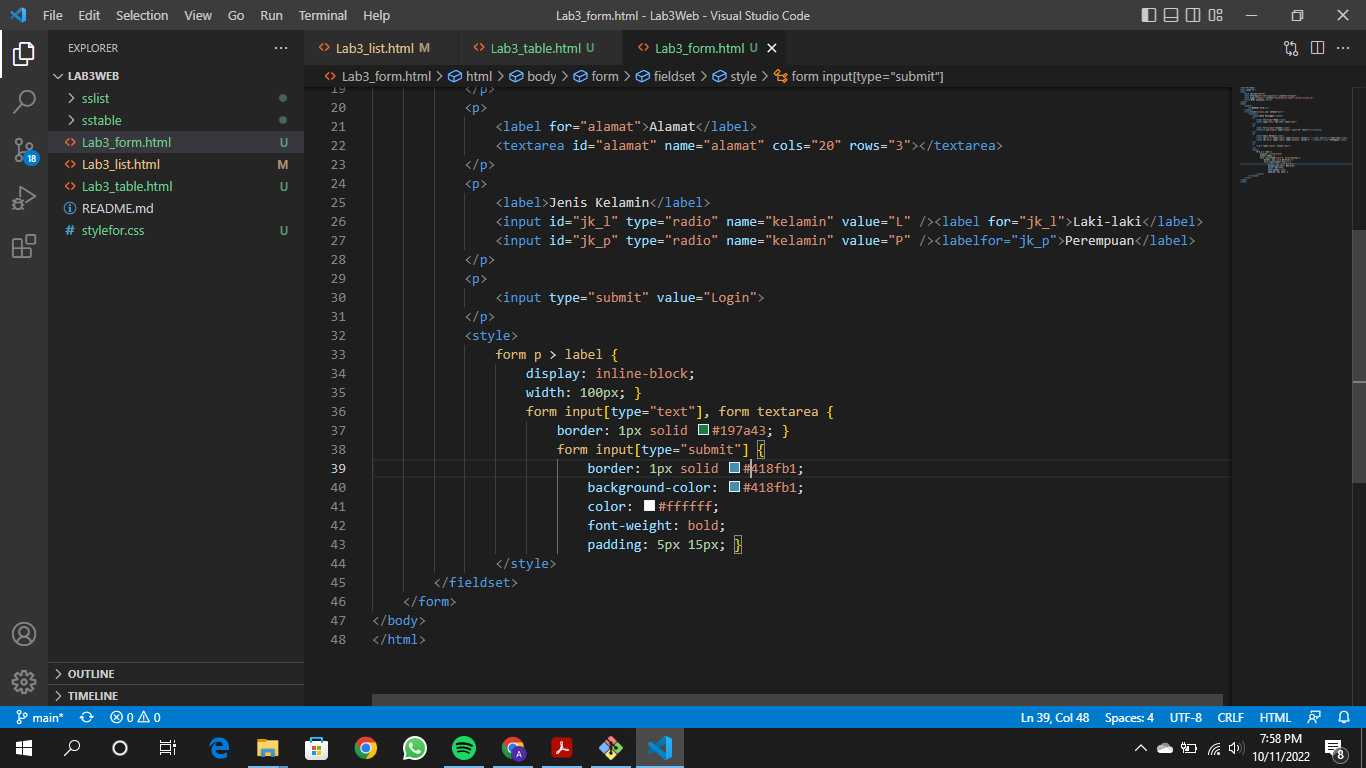 File Edit Selection View Go Run Terminal Help Lab3_form.html - Lab3Web - Visual Studio Code
EXPLORER
LAB3WEB
sslist
sstable
Lab3_form.html U
Lab3_list.html M
Lab3_table.html U
README.md
stylefor.css U
OUTLINE
TIMELINE
18
Lab3_list.html M Lab3_table.html U Lab3_form.html U
Lab3_form.html > html > body > form > fieldset > style > form input[type="submit"]
19 </p>
20 <p>
21 <label for="alamat">Alamat</label>
22 <textarea id="alamat" name="alamat" cols="20" rows="3"></textarea>
23 </p>
24 <p>
25 <label>Jenis Kelamin</label>
26 <input id="jk_l" type="radio" name="kelamin" value="L" /><label for="jk_l">Laki-laki</label>
27 <input id="jk_p" type="radio" name="kelamin" value="P" /><labelfor="jk_p">Perempuan</label>
28 </p>
29 <p>
30 <input type="submit" value="Login">
31 </p>
32 <style>
33 form p > label {
34 display: inline-block;
35 width: 100px; }
36 form input[type="text"], form textarea {
37 border: 1px solid #197a43; }
38 form input[type="submit"] {
39 border: 1px solid #418fb1;
40 background-color: #418fb1;
41 color: #ffffff;
42 font-weight: bold;
43 padding: 5px 15px; }
44 </style>
45 </fieldset>
46 </form>
47 </body>
48 </html>
main* 0 0 Ln 39, Col 48 Spaces: 4 UTF-8 CRLF HTML
7:58 PM
10/11/2022
8